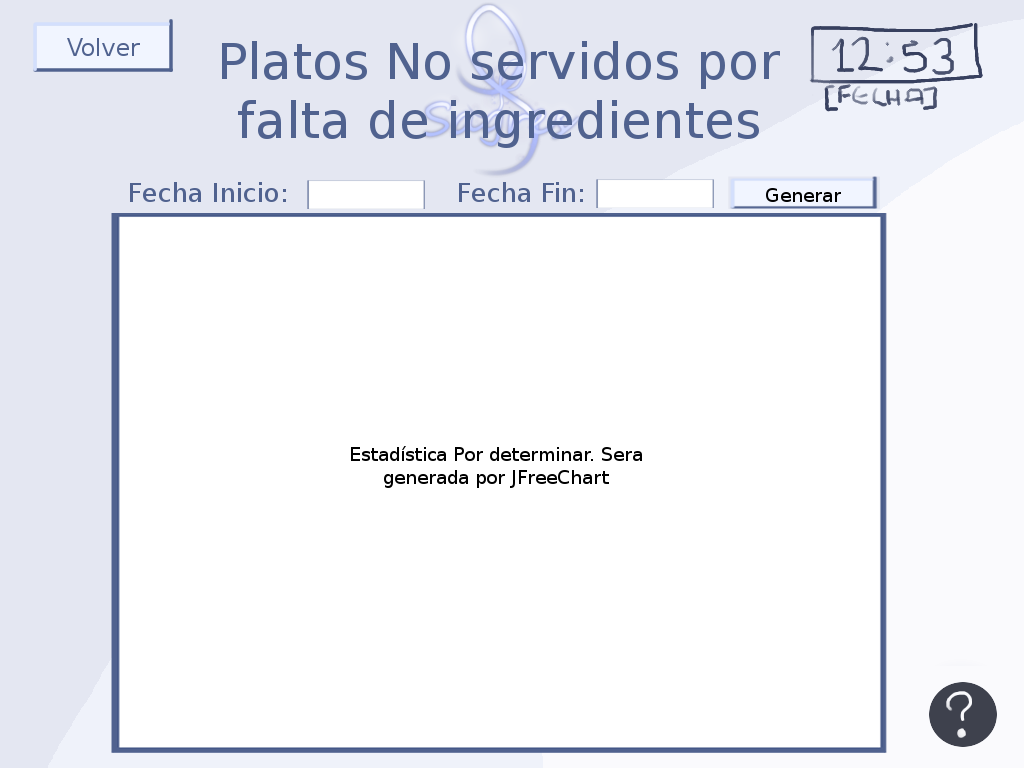 Volver
Platos No servidos por
falta de ingredientes
12:53
[FECHA]
Fecha Inicio:
Fecha Fin:
Generar
Estadística Por determinar. Sera
generada por JFreeChart
?